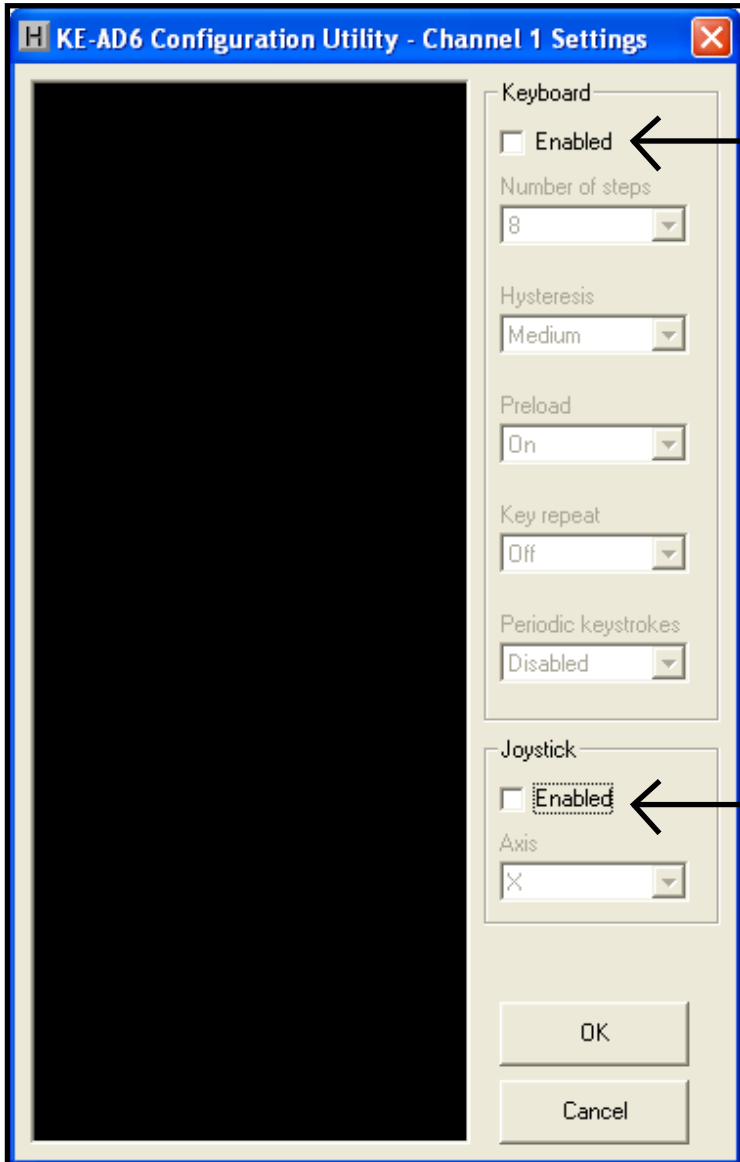 H KE-AD6 Configuration Utility - Channel 1 Settings
Keyboard
Enabled
Number of steps
8
Hysteresis
Medium
Preload
On
Key repeat
Off
Periodic keystrokes
Disabled
Joystick
Enabled
Axis
X
OK
Cancel